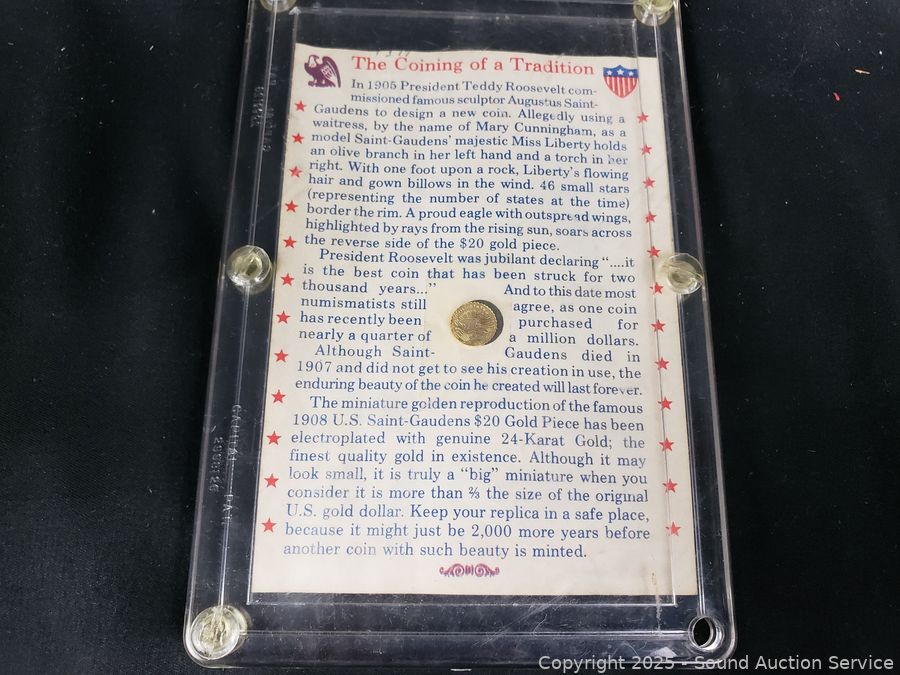 The Coining of a Tradition
In 1905 President Teddy Roosevelt com-
missioned famous sculptor Augustus Saint-
Gaudens to design a new coin. Allegedly using a
waitress, by the name of Mary Cunningham, as a
model Saint-Gaudens' majestic Miss Liberty holds
an olive branch in her left hand and a torch in her
right. With one foot upon a rock, Liberty's flowing
hair and gown billows in the wind. 46 small stars
(representing the number of states at the time)
border the rim. A proud eagle with outspread wings,
highlighted by rays from the rising sun, soars across
the reverse side of the $20 gold piece.
President Roosevelt was jubilant declaring "....it
is the best coin that has been struck for two
thousand years..." And to this date most
numismatists still agree, as one coin
has recently been purchased for
nearly a quarter of a million dollars.
Although Saint- Gaudens died in
1907 and did not get to see his creation in use, the
enduring beauty of the coin he created will last forever.
The miniature golden reproduction of the famous
1908 U.S. Saint-Gaudens $20 Gold Piece has been
electroplated with genuine 24-Karat Gold; the
finest quality gold in existence. Although it may
look small, it is truly a "big" miniature when you
consider it is more than ⅔ the size of the original
U.S. gold dollar. Keep your replica in a safe place,
because it might just be 2,000 more years before
another coin with such beauty is minted.
Copyright 2025 - Sound Auction Service